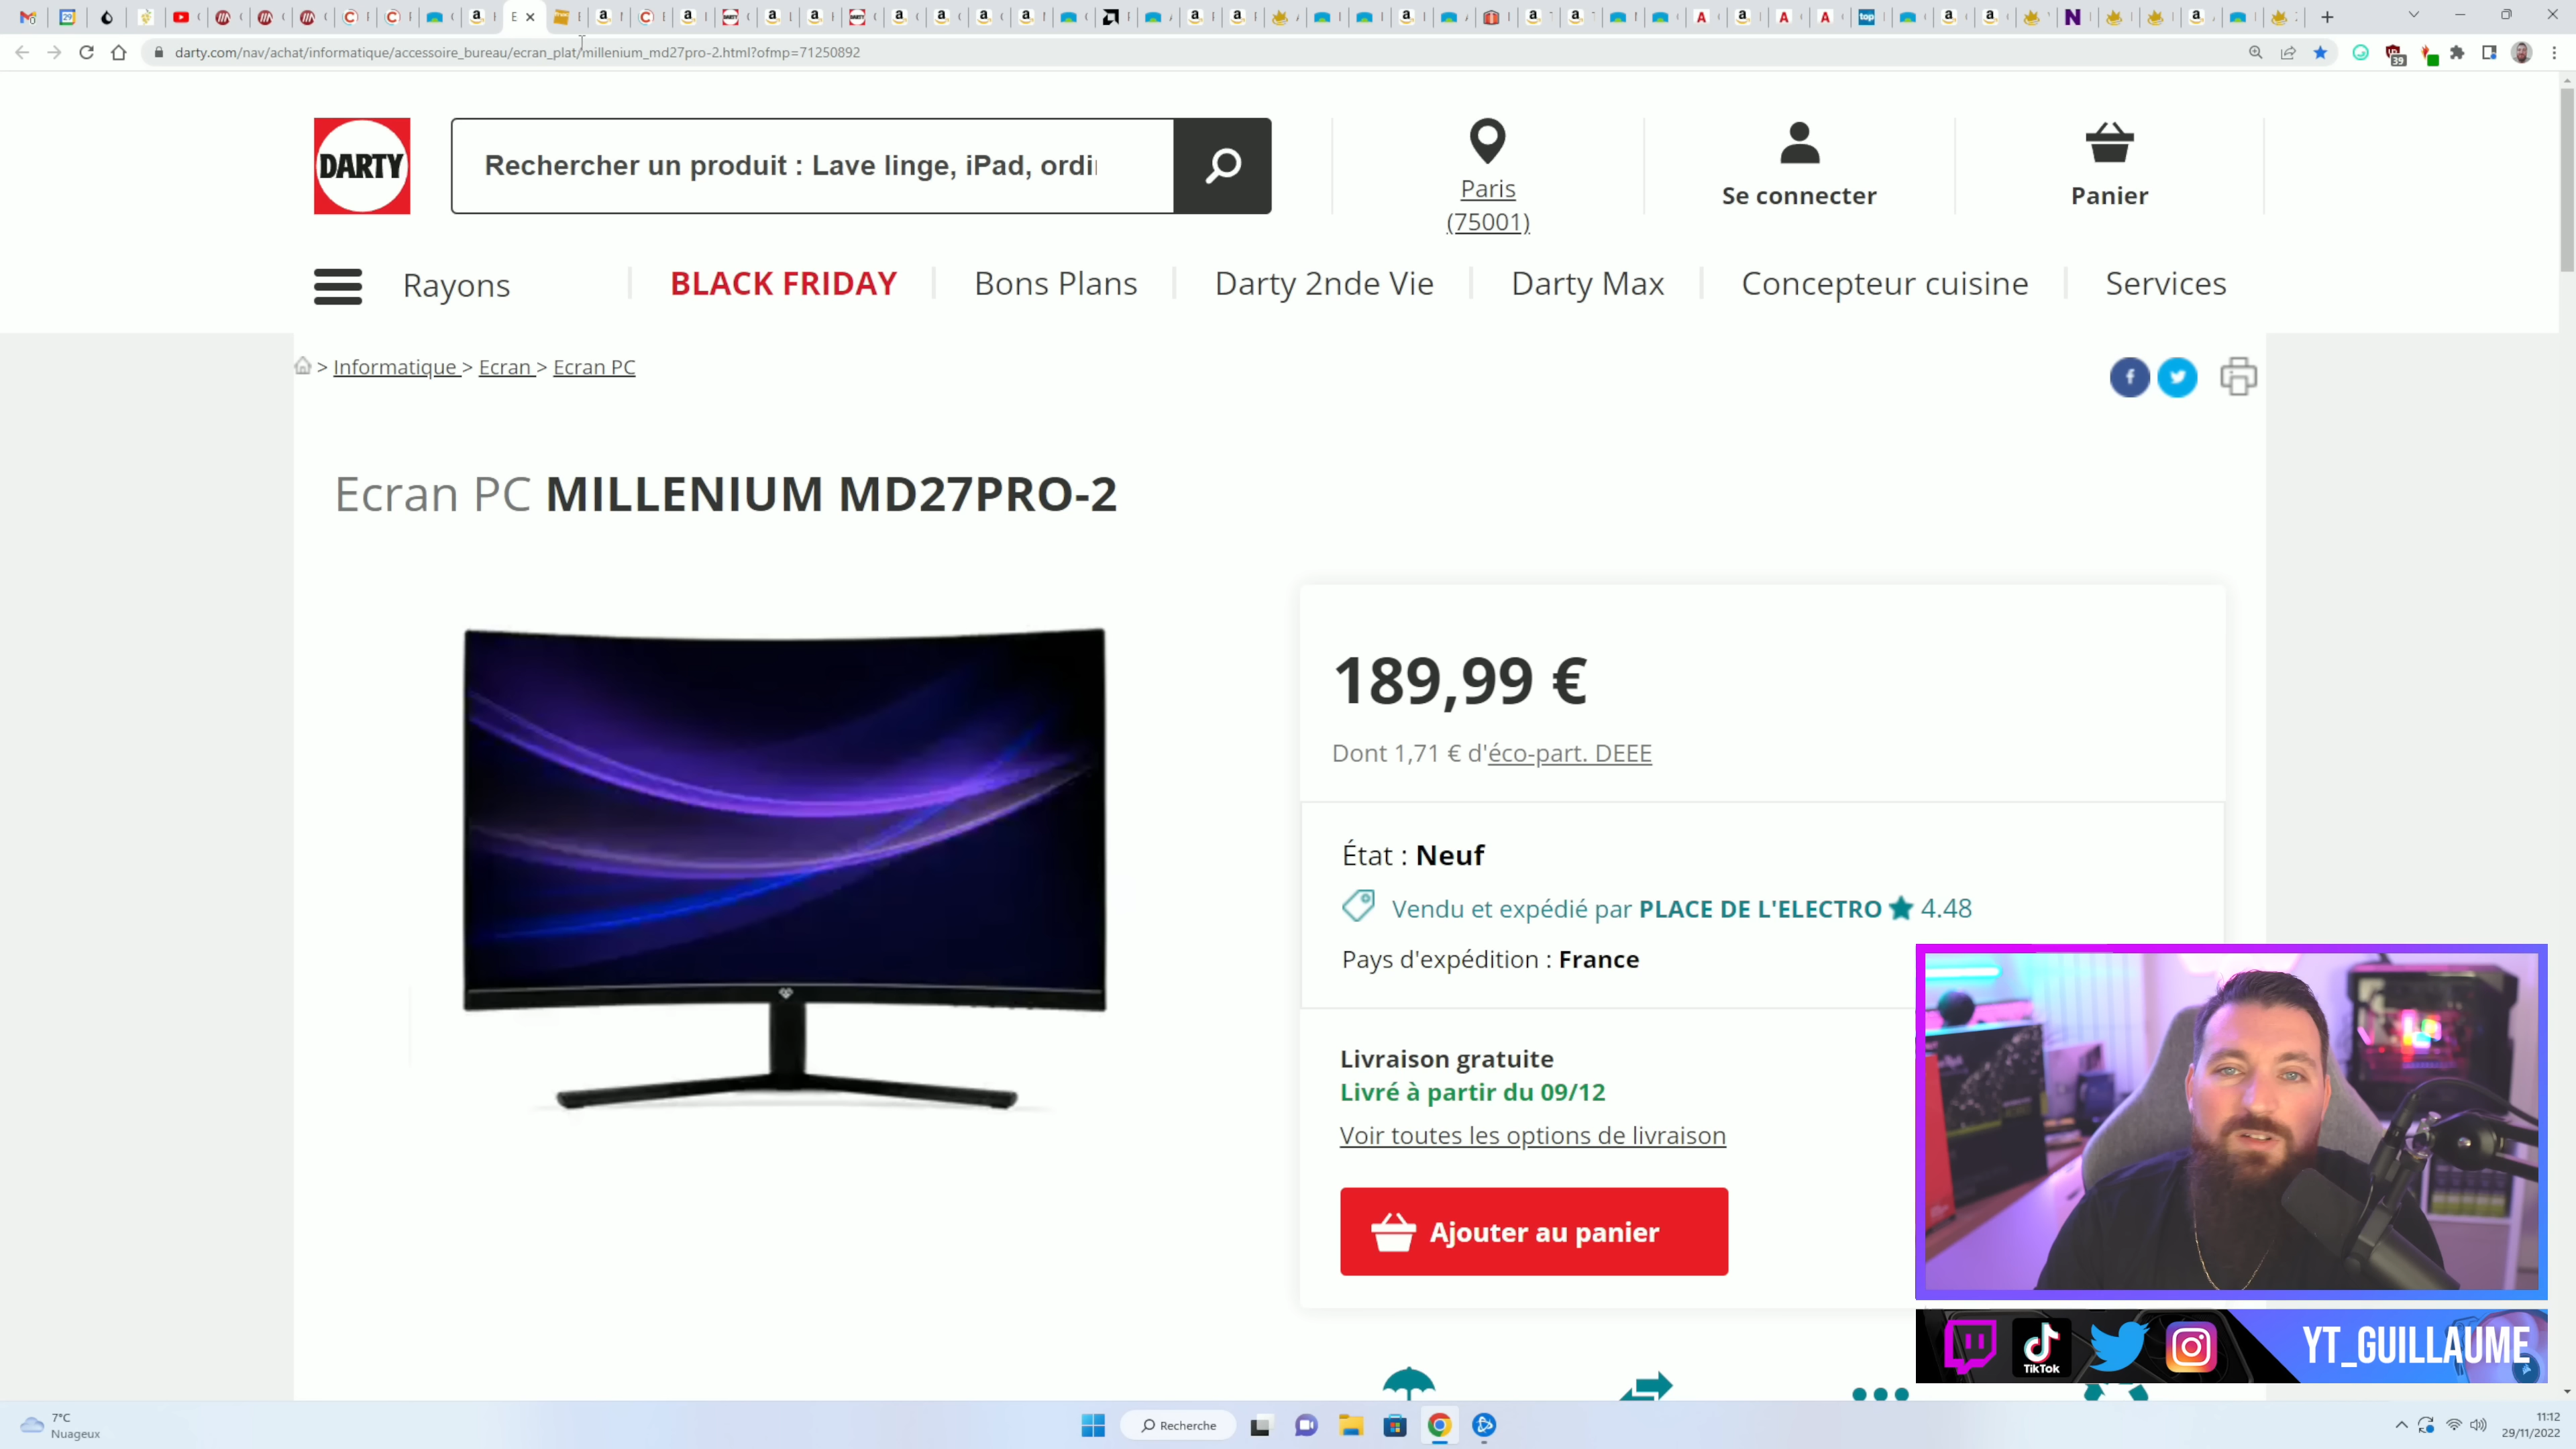 darty.com/nav/achat/informatique/accessoire_bureau/ecran_plat/millenium_md27pro-2.html?ofmp=71250892
39
DARTY
Rechercher un produit : Lave linge, iPad, ordi
Paris
(75001)
Se connecter
Panier
Rayons
BLACK FRIDAY
Bons Plans
Darty 2nde Vie
Darty Max
Concepteur cuisine
Services
> Informatique > Ecran > Ecran PC
Ecran PC MILLENIUM MD27PRO-2
189,99 €
Dont 1,71 € d'éco-part. DEEE
État : Neuf
Vendu et expédié par PLACE DE L'ELECTRO ★ 4.48
Pays d'expédition : France
Livraison gratuite
Livré à partir du 09/12
Voir toutes les options de livraison
Ajouter au panier
TikTok
YT_GUILLAUME
7°C
Nuageux
Recherche
11:12
29/11/2022